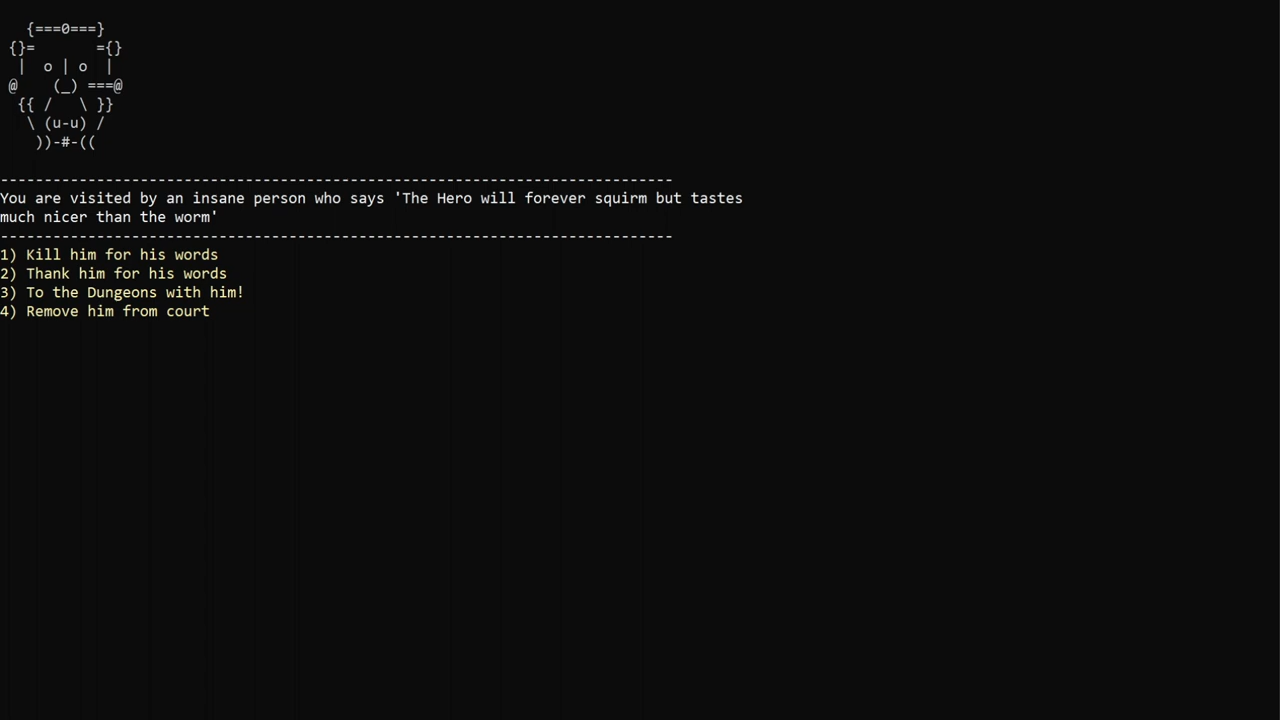 {===0===}
 {}=       ={}
  |  o | o  |
 @    (_) ===@
  {{ /   \ }}
   \ (u-u) /
    ))-#-((
-----------------------------------------------------------------------------
You are visited by an insane person who says 'The Hero will forever squirm but tastes
much nicer than the worm'
-----------------------------------------------------------------------------
1) Kill him for his words
2) Thank him for his words
3) To the Dungeons with him!
4) Remove him from court